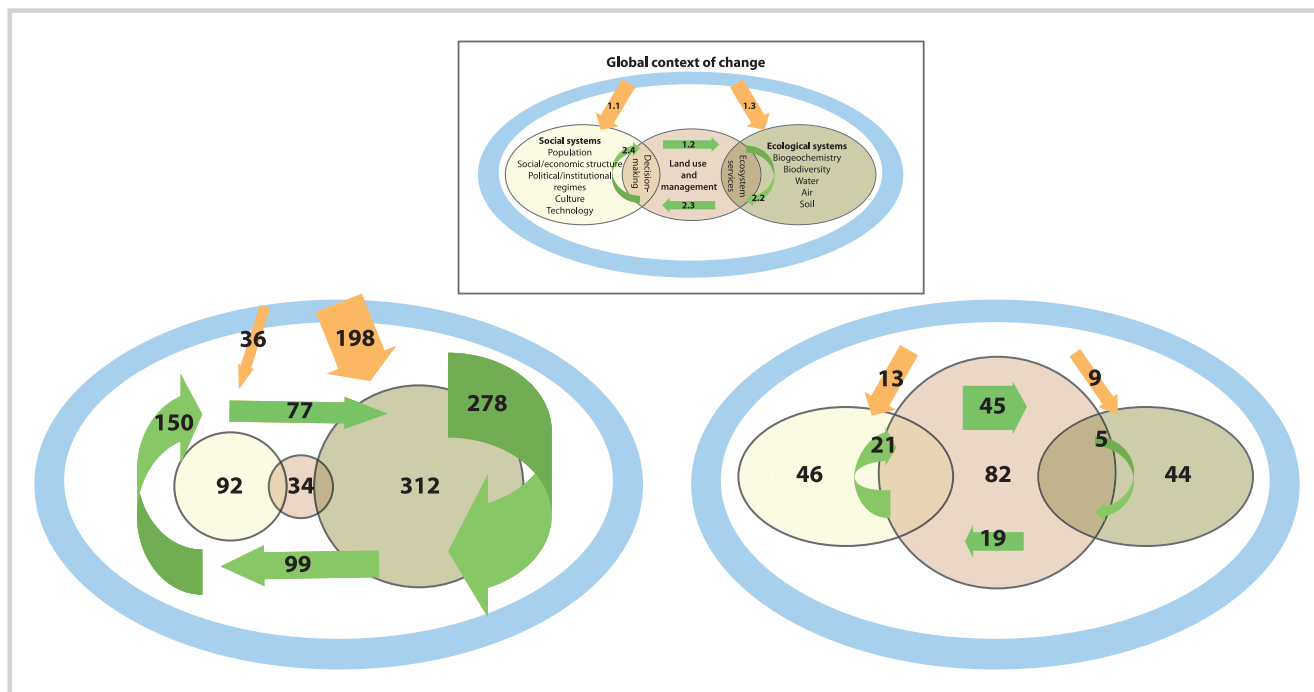 Global context of change
1.1
1.3
Social systems
Population
Social/economic structure
Political/institutional
regimes
Culture
Technology
2.4
Decision-
making
1.2
Land use
and
management
2.3
Ecosystem
services
2.2
Ecological systems
Biogeochemistry
Biodiversity
Water
Air
Soil
36
198
150
77
278
92
34
312
99
13
9
45
21
5
46
82
44
19